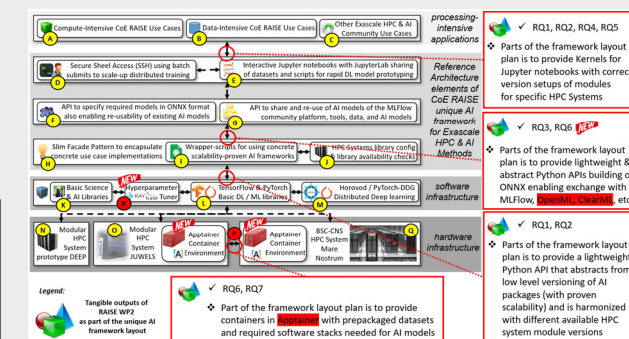 Compute-Intensive CoE RAISE Use Cases
A
Data-Intensive CoE RAISE Use Cases
B
Other Exascale HPC & AI
Community Use Cases
C
processing-
intensive
applications
Secure Sheel Access (SSH) using batch
submits to scale-up distributed training
D
Interactive Jupyter notebooks with JupyterLab sharing
of datasets and scripts for rapid DL model prototyping
E
API to specify required models in ONNX format
also enabling re-usability of existing AI models
F
API to share and re-use of AI models of the MLFlow
community platform, tools, data, and AI models
G
Slim Facade Pattern to encapsulate
concrete use case implementations
H
Wrapper-scripts for using concrete
scalability-proven AI frameworks
I
HPC Systems library config
library availability checks
J
Reference
Architecture
elements of
CoE RAISE
unique AI
framework
for Exascale
HPC & AI
Methods
Basic Science
& AI Libraries
K
NEW
Hyperparameter
RAY tune Tuner
TensorFlow & PyTorch
Basic DL / ML libraries
L
Horovod / PyTorch-DDG
Distributed Deep learning
M
software
infrastructure
N
Modular
HPC
System
prototype DEEP
O
Modular
HPC
System
JUWELS
NEW
Apptainer
Container
[A] Environment
P
NEW
Apptainer
Container
[A] Environment
BSC-CNS
HPC System
Mare
Nostrum
Q
hardware
infrastructure
Legend:
Tangible outputs of
RAISE WP2
as part of the unique AI
framework layout
✓ RQ6, RQ7
❖ Part of the framework layout plan is to provide
containers in Apptainer with prepackaged datasets
and required software stacks needed for AI models
✓ RQ1, RQ2, RQ4, RQ5
❖ Parts of the framework layout
plan is to provide Kernels for
Jupyter notebooks with correc
version setups of modules
for specific HPC Systems
✓ RQ3, RQ6 NEW
❖ Parts of the framework layout
plan is to provide lightweight &
abstract Python APIs building o
ONNX enabling exchange with
MLFlow, OpenML, ClearML, etc
✓ RQ1, RQ2
❖ Parts of the framework layout
plan is to provide a lightweight
Python API that abstracts from
low level versioning of AI
packages (with proven
scalability) and is harmonized
with different available HPC
system module versions